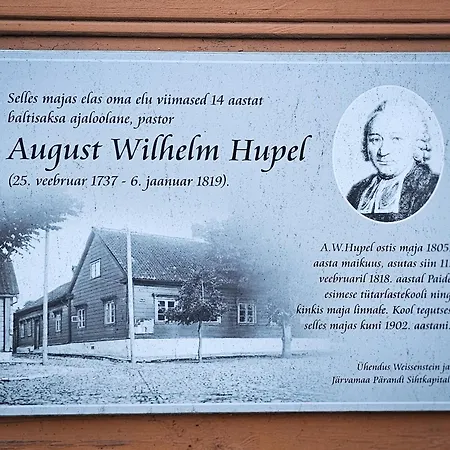 Selles majas elas oma elu viimased 14 aastat
baltisaksa ajaloolane, pastor
August Wilhelm Hupel
(25. veebruar 1737 - 6. jaanuar 1819).
A.W.Hupel ostis maja 1805.
aasta maikuus, asutas siin 11.
veebruaril 1818. aastal Paide
esimese tütarlastekooli ning
kinkis maja linnale. Kool tegutses
selles majas kuni 1902. aastani.
Ühendus Weissenstein ja
Järvamaa Pärandi Sihtkapital